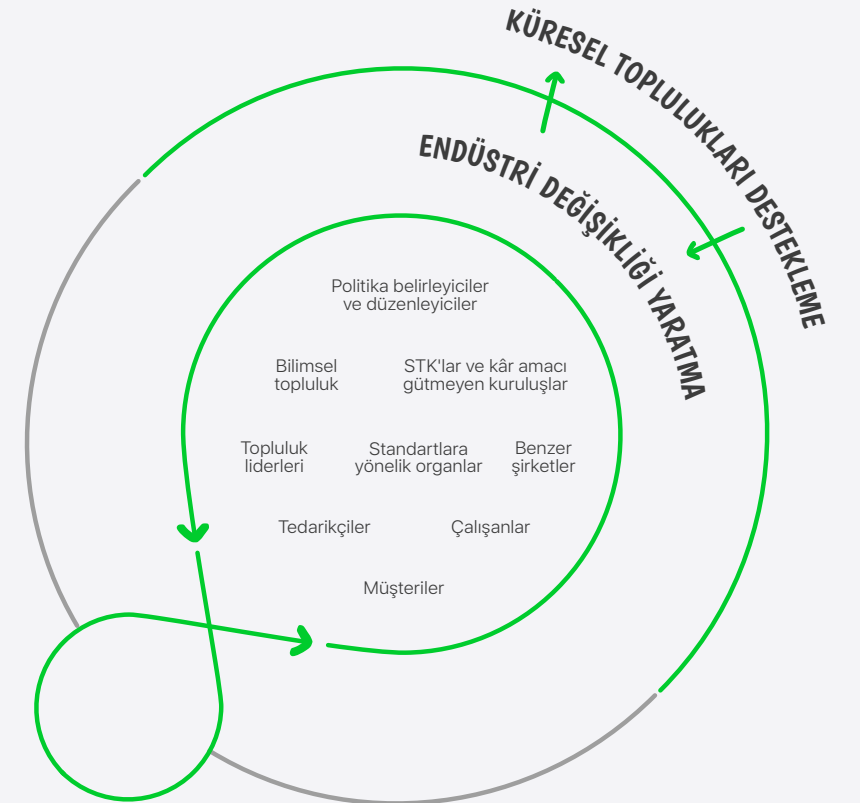 KÜRESEL TOPLULUKLARI DESTEKLEME
ENDÜSTRİ DEĞİŞİKLİĞİ YARATMA
Politika belirleyiciler
ve düzenleyiciler
Bilimsel
topluluk
STK'lar ve kâr amacı
gütmeyen kuruluşlar
Topluluk
liderleri
Standartlara
yönelik organlar
Benzer
şirketler
Tedarikçiler
Çalışanlar
Müşteriler